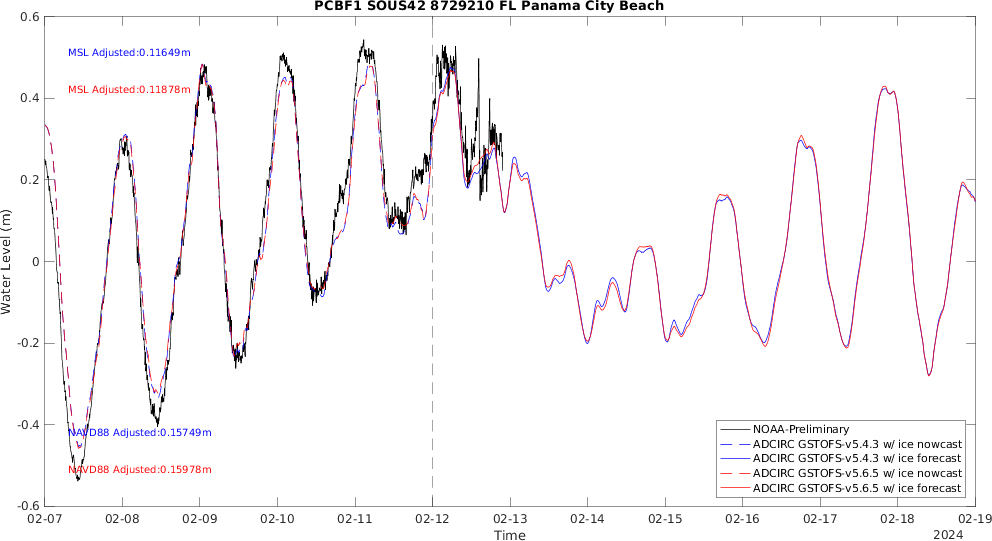 PCBF1 SOUS42 8729210 FL Panama City Beach
0.6
0.4
0.2
0
-0.2
-0.4
-0.6
Water Level (m)
MSL Adjusted:0.11649m
MSL Adjusted:0.11878m
NAVD88 Adjusted:0.15749m
NAVD88 Adjusted:0.15978m
NOAA-Preliminary
ADCIRC GSTOFS-v5.4.3 w/ ice nowcast
ADCIRC GSTOFS-v5.4.3 w/ ice forecast
ADCIRC GSTOFS-v5.6.5 w/ ice nowcast
ADCIRC GSTOFS-v5.6.5 w/ ice forecast
02-07 02-08 02-09 02-10 02-11 02-12 02-13 02-14 02-15 02-16 02-17 02-18 02-19
Time
2024